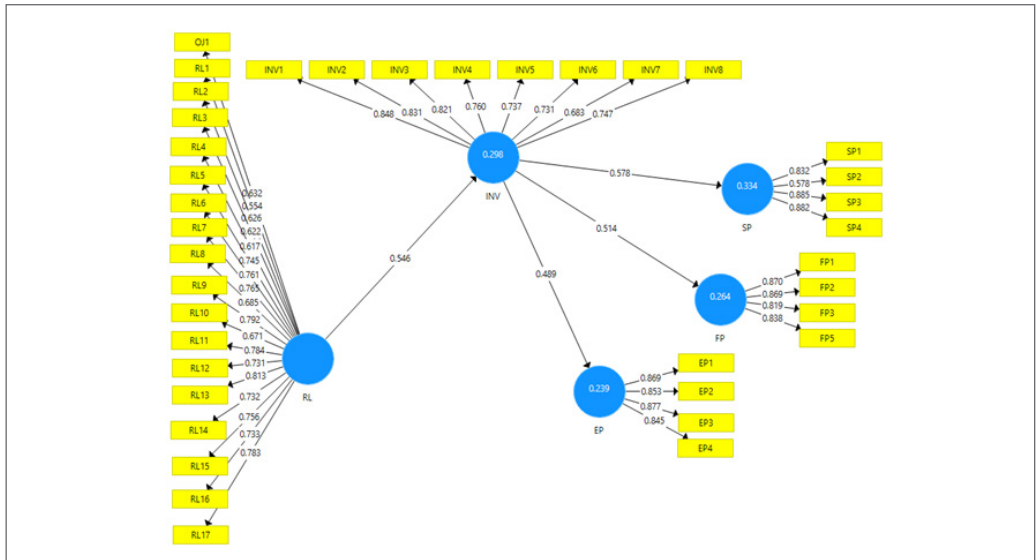 OJ1
RL1
RL2
RL3
RL4
RL5
RL6
RL7
RL8
RL9
RL10
RL11
RL12
RL13
RL14
RL15
RL16
RL17
0.632
0.554
0.626
0.622
0.617
0.745
0.761
0.765
0.685
0.792
0.671
0.784
0.731
0.813
0.732
0.756
0.733
0.783
RL
0.546
INV1 INV2 INV3 INV4 INV5 INV6 INV7 INV8
0.848 0.831 0.821 0.760 0.737 0.731 0.683 0.747
0.298
INV
0.578
0.514
0.489
0.334
SP
0.832
0.578
0.885
0.882
SP1
SP2
SP3
SP4
0.264
FP
0.870
0.869
0.819
0.838
FP1
FP2
FP3
FP5
0.239
EP
0.869
0.853
0.877
0.845
EP1
EP2
EP3
EP4